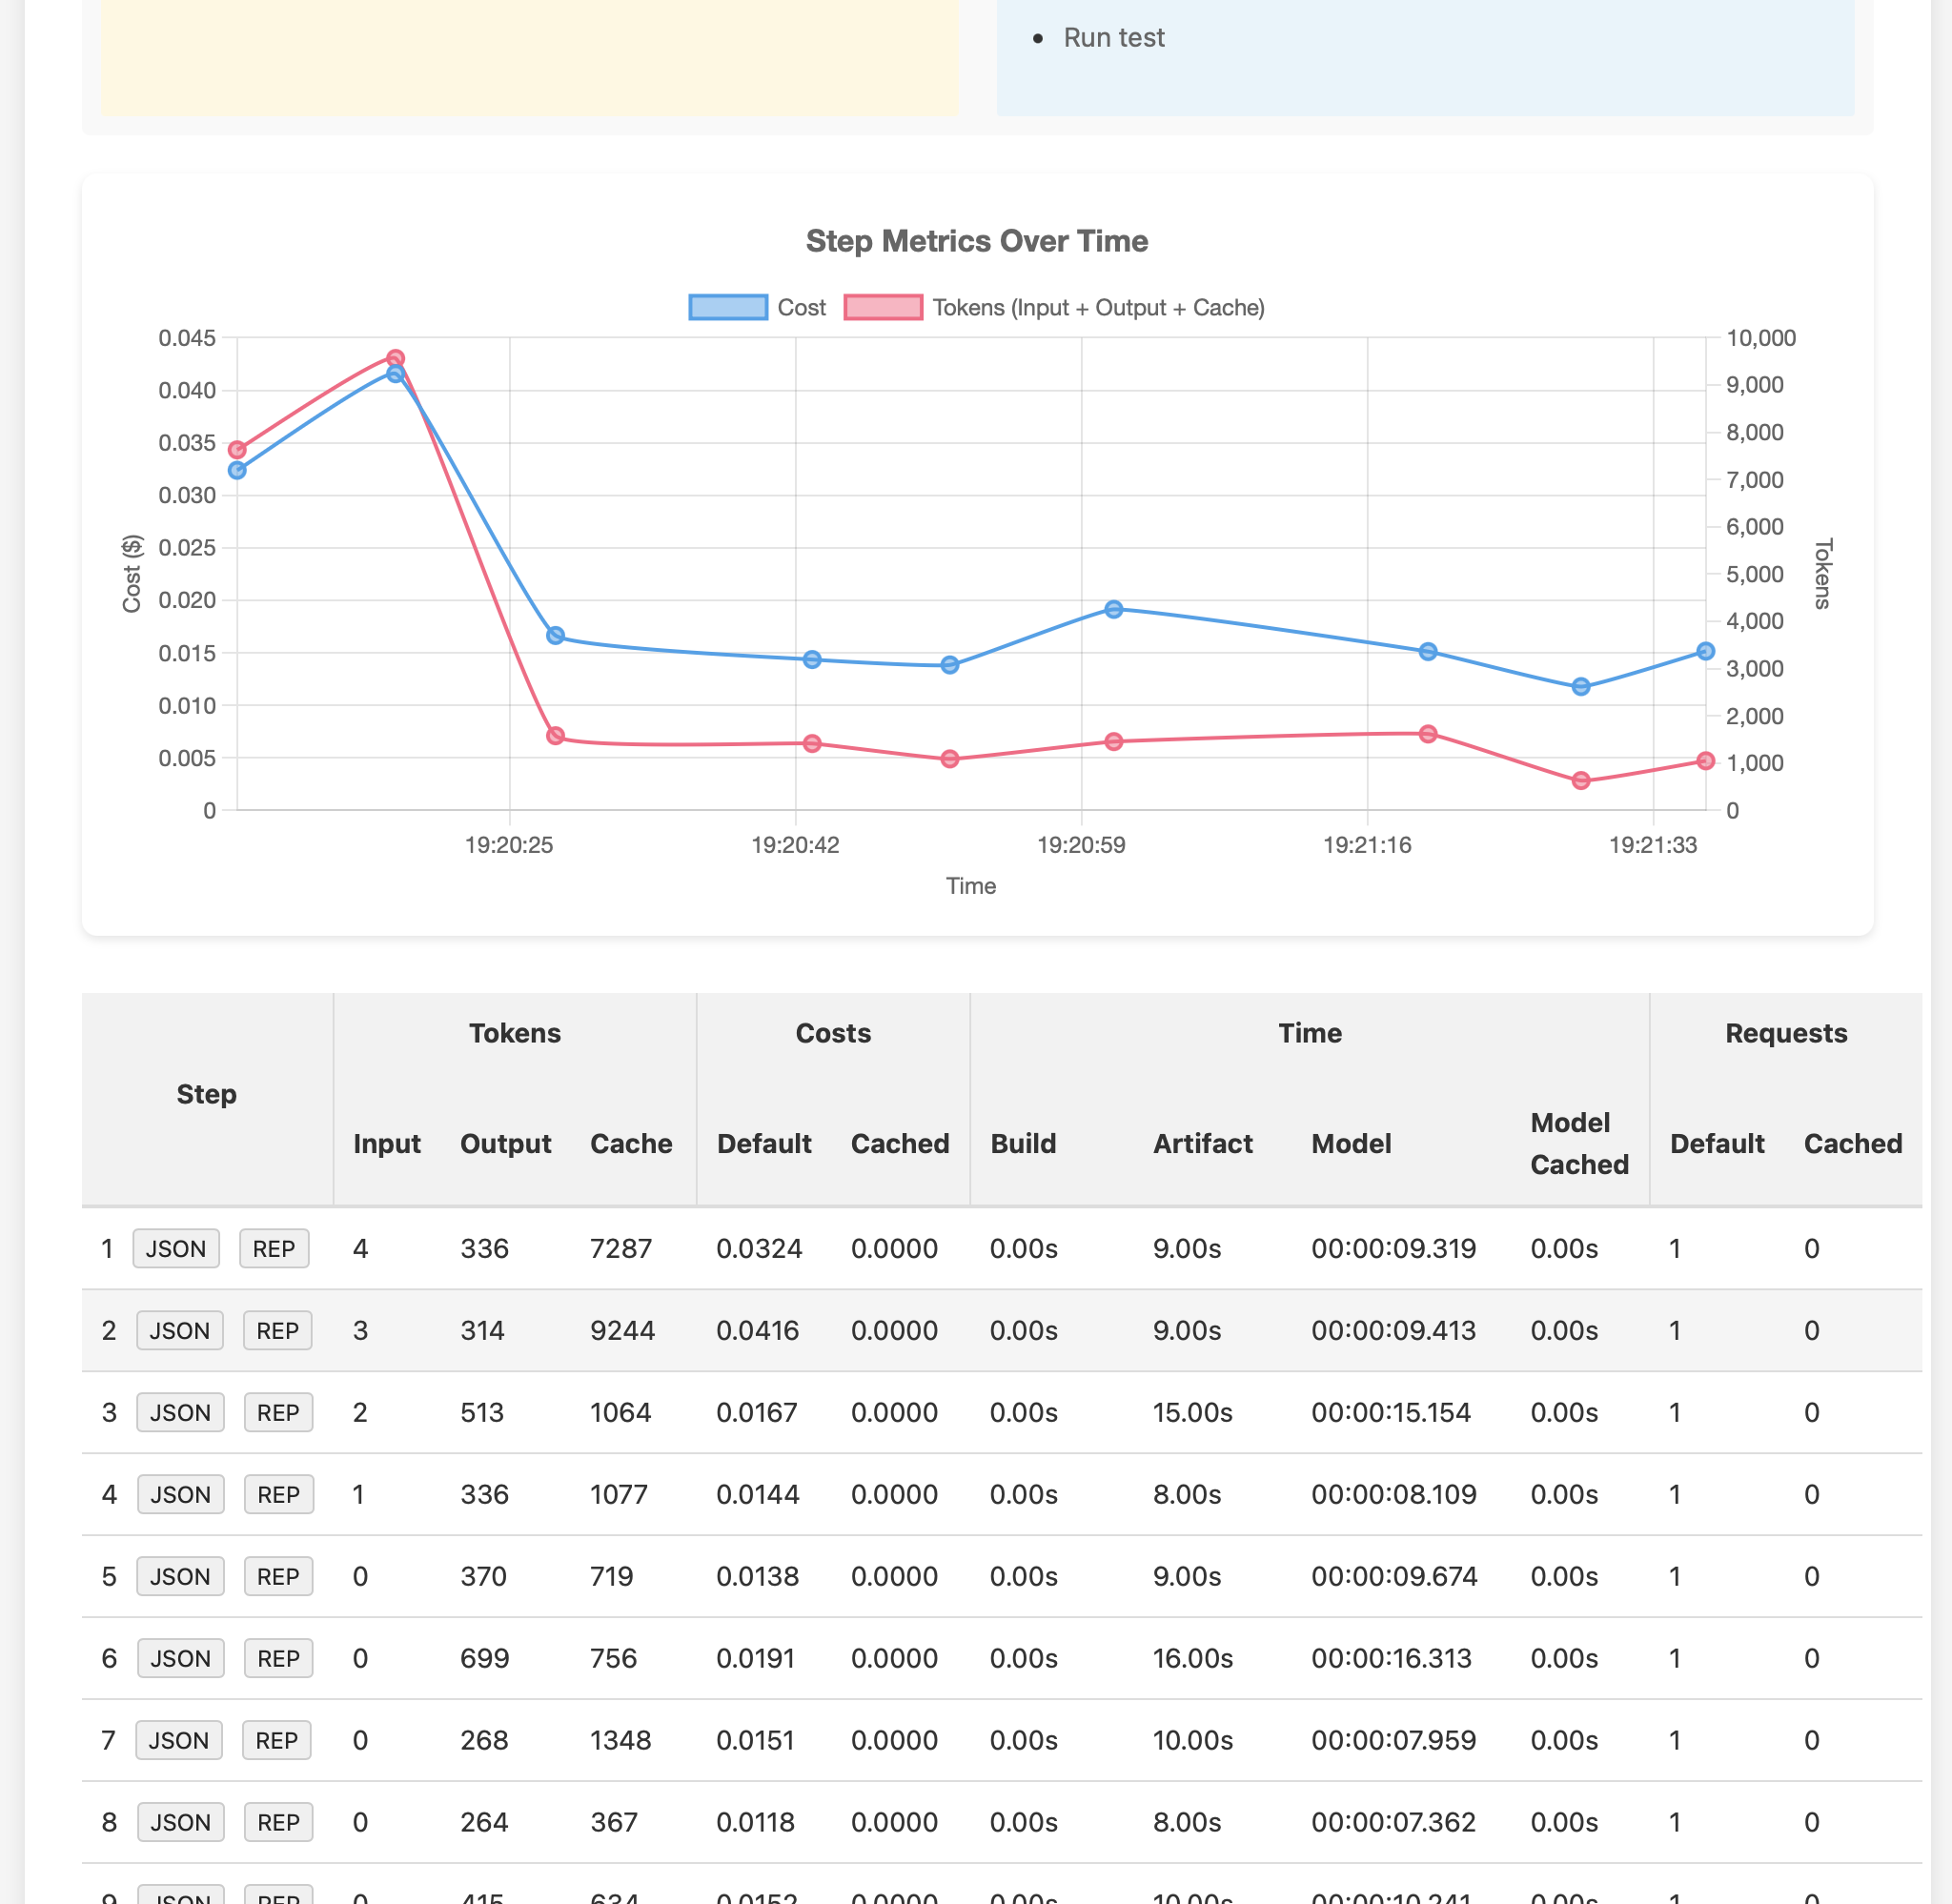 Run test
Step Metrics Over Time
Cost
Tokens (Input + Output + Cache)
0.045
0.040
0.035
0.030
0.025
0.020
0.015
0.010
0.005
0
Cost ($)
10,000
9,000
8,000
7,000
6,000
5,000
4,000
3,000
2,000
1,000
0
Tokens
19:20:25 19:20:42 19:20:59 19:21:16 19:21:33
Time
Step Tokens Costs Time Requests
Input Output Cache Default Cached Build Artifact Model Model Cached Default Cached
1 JSON REP 4 336 7287 0.0324 0.0000 0.00s 9.00s 00:00:09.319 0.00s 1 0
2 JSON REP 3 314 9244 0.0416 0.0000 0.00s 9.00s 00:00:09.413 0.00s 1 0
3 JSON REP 2 513 1064 0.0167 0.0000 0.00s 15.00s 00:00:15.154 0.00s 1 0
4 JSON REP 1 336 1077 0.0144 0.0000 0.00s 8.00s 00:00:08.109 0.00s 1 0
5 JSON REP 0 370 719 0.0138 0.0000 0.00s 9.00s 00:00:09.674 0.00s 1 0
6 JSON REP 0 699 756 0.0191 0.0000 0.00s 16.00s 00:00:16.313 0.00s 1 0
7 JSON REP 0 268 1348 0.0151 0.0000 0.00s 10.00s 00:00:07.959 0.00s 1 0
8 JSON REP 0 264 367 0.0118 0.0000 0.00s 8.00s 00:00:07.362 0.00s 1 0
9 JSON REP 0 415 634 0.0152 0.0000 0.00s 10.00s 00:00:10.241 0.00s 1 0